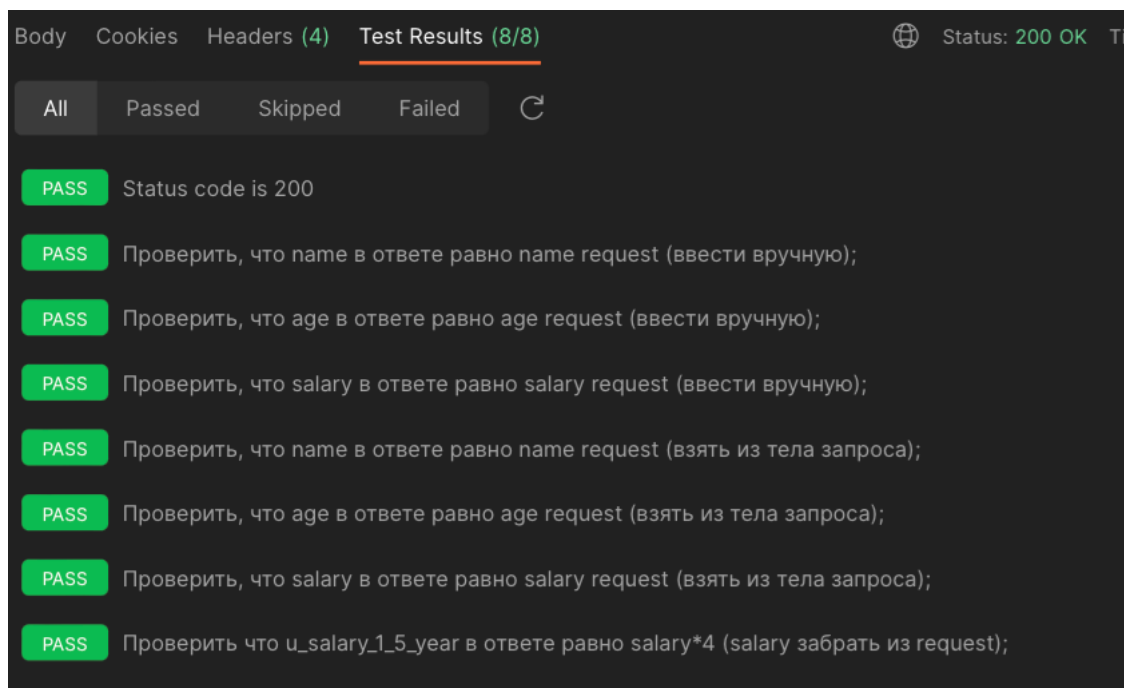 Body Cookies Headers (4) Test Results (8/8) Status: 200 OK
All Passed Skipped Failed
PASS Status code is 200
PASS Проверить, что name в ответе равно name request (ввести вручную);
PASS Проверить, что age в ответе равно age request (ввести вручную);
PASS Проверить, что salary в ответе равно salary request (ввести вручную);
PASS Проверить, что name в ответе равно name request (взять из тела запроса);
PASS Проверить, что age в ответе равно age request (взять из тела запроса);
PASS Проверить, что salary в ответе равно salary request (взять из тела запроса);
PASS Проверить что u_salary_1_5_year в ответе равно salary*4 (salary забрать из request);